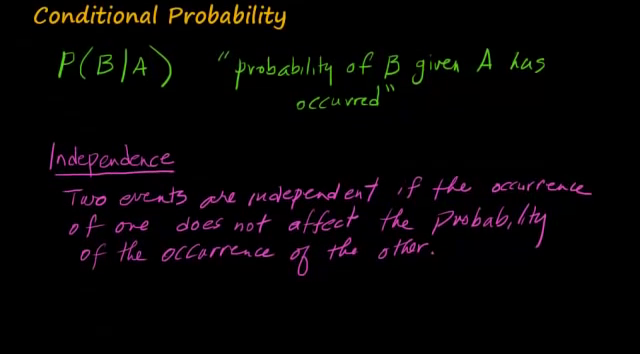 Conditional Probability
P(B|A) "probability of B given A has
occurred"
Independence
Two events are independent if the occurrence
of one does not affect the probability
of the occurrence of the other.